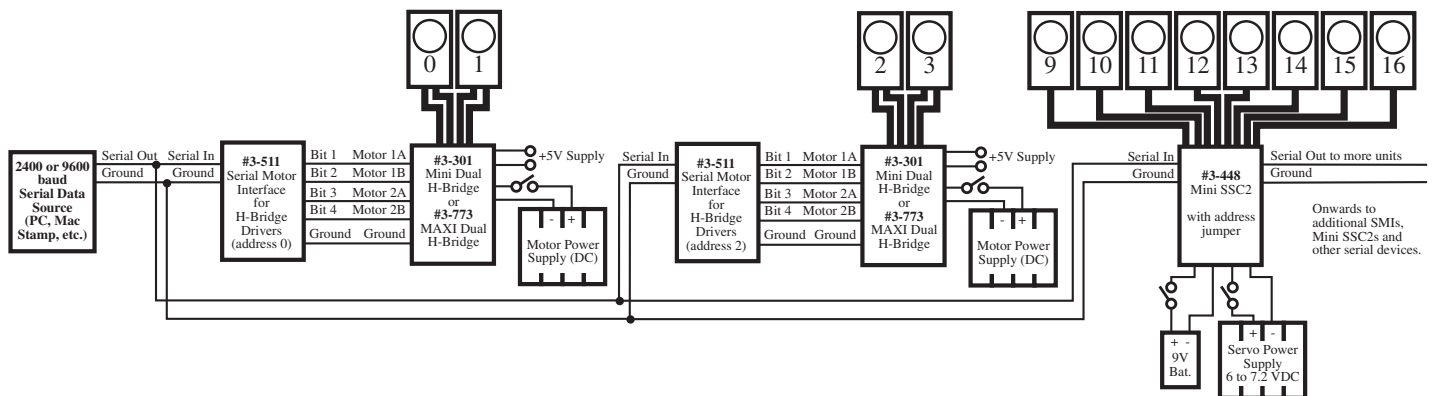 0 1
2 3
9 10 11 12 13 14 15 16
2400 or 9600
baud
Serial Data
Source
(PC, Mac
Stamp, etc.)
Serial Out Serial In
Ground Ground
#3-511
Serial Motor
Interface
for
H-Bridge
Drivers
(address 0)
Bit 1 Motor 1A
Bit 2 Motor 1B
Bit 3 Motor 2A
Bit 4 Motor 2B
Ground Ground
#3-301
Mini Dual
H-Bridge
or
#3-773
MAXI Dual
H-Bridge
+5V Supply
- +
Motor Power
Supply (DC)
Serial In
Ground
#3-511
Serial Motor
Interface
for
H-Bridge
Drivers
(address 2)
Bit 1 Motor 1A
Bit 2 Motor 1B
Bit 3 Motor 2A
Bit 4 Motor 2B
Ground Ground
#3-301
Mini Dual
H-Bridge
or
#3-773
MAXI Dual
H-Bridge
+5V Supply
- +
Motor Power
Supply (DC)
Serial In
Ground
#3-448
Mini SSC2
with address
jumper
Serial Out to more units
Ground
Onwards to
additional SMIs,
Mini SSC2s and
other serial devices.
+ -
9V
Bat.
+ -
Servo Power
Supply
6 to 7.2 VDC